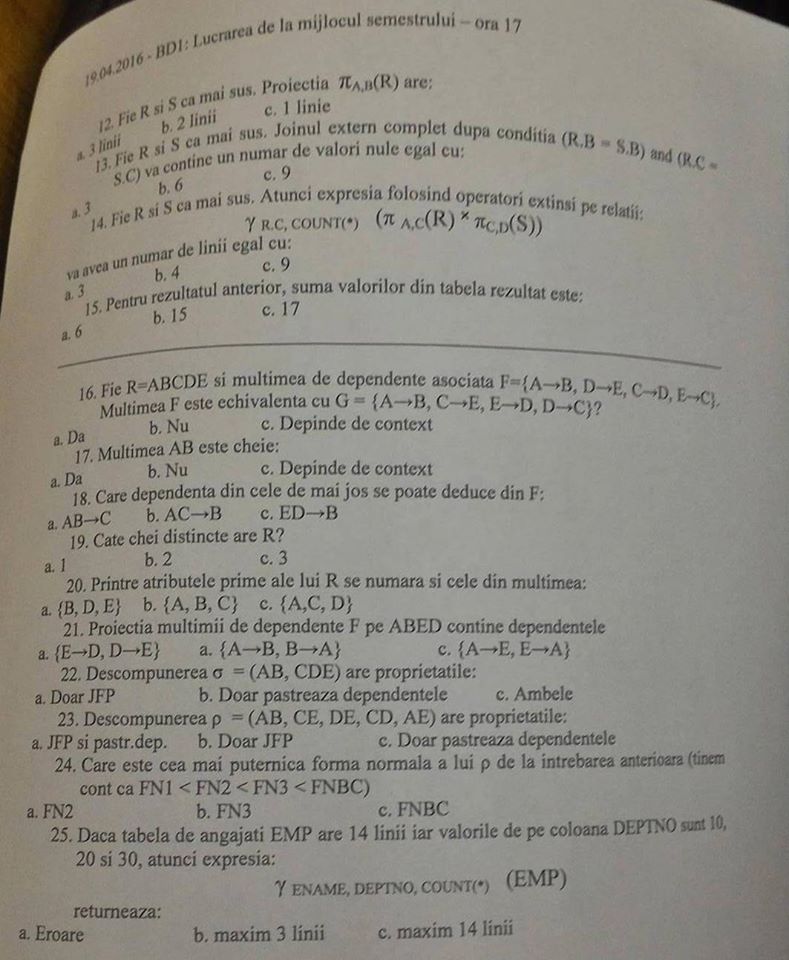 19.04.2016 - BD1: Lucrarea de la mijlocul semestrului – ora 17
12. Fie R si S ca mai sus. Proiectia π A,B(R) are:
a. 3 linii b. 2 linii c. 1 linie
13. Fie R si S ca mai sus. Joinul extern complet dupa conditia (R.B = S.B) and (R.C =
S.C) va contine un numar de valori nule egal cu:
a. 3 b. 6 c. 9
14. Fie R si S ca mai sus. Atunci expresia folosind operatori extinsi pe relatii:
γ R.C, COUNT(*) (π A,C(R) × π C,D(S))
va avea un numar de linii egal cu:
a. 3 b. 4 c. 9
15. Pentru rezultatul anterior, suma valorilor din tabela rezultat este:
a. 6 b. 15 c. 17
16. Fie R=ABCDE si multimea de dependente asociata F={A→B, D→E, C→D, E→C}.
Multimea F este echivalenta cu G = {A→B, C→E, E→D, D→C}?
a. Da b. Nu c. Depinde de context
17. Multimea AB este cheie:
a. Da b. Nu c. Depinde de context
18. Care dependenta din cele de mai jos se poate deduce din F:
a. AB→C b. AC→B c. ED→B
19. Cate chei distincte are R?
a. 1 b. 2 c. 3
20. Printre atributele prime ale lui R se numara si cele din multimea:
a. {B, D, E} b. {A, B, C} c. {A,C, D}
21. Proiectia multimii de dependente F pe ABED contine dependentele
a. {E→D, D→E} a. {A→B, B→A} c. {A→E, E→A}
22. Descompunerea σ = (AB, CDE) are proprietatile:
a. Doar JFP b. Doar pastreaza dependentele c. Ambele
23. Descompunerea ρ = (AB, CE, DE, CD, AE) are proprietatile:
a. JFP si pastr.dep. b. Doar JFP c. Doar pastreaza dependentele
24. Care este cea mai puternica forma normala a lui ρ de la intrebarea anterioara (tinem
cont ca FN1 < FN2 < FN3 < FNBC)
a. FN2 b. FN3 c. FNBC
25. Daca tabela de angajati EMP are 14 linii iar valorile de pe coloana DEPTNO sunt 10,
20 si 30, atunci expresia:
γ ENAME, DEPTNO, COUNT(*) (EMP)
returneaza:
a. Eroare b. maxim 3 linii c. maxim 14 linii